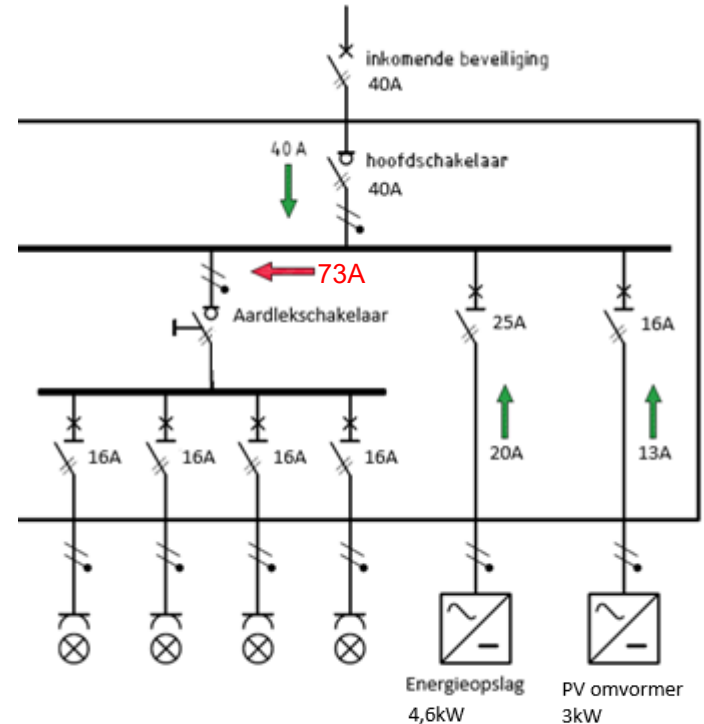 inkomende beveiliging
40A
40 A
hoofdschakelaar
40A
73A
Aardlekschakelaar
25A
16A
16A
16A
16A
16A
20A
13A
Energieopslag
4,6kW
PV omvormer
3kW